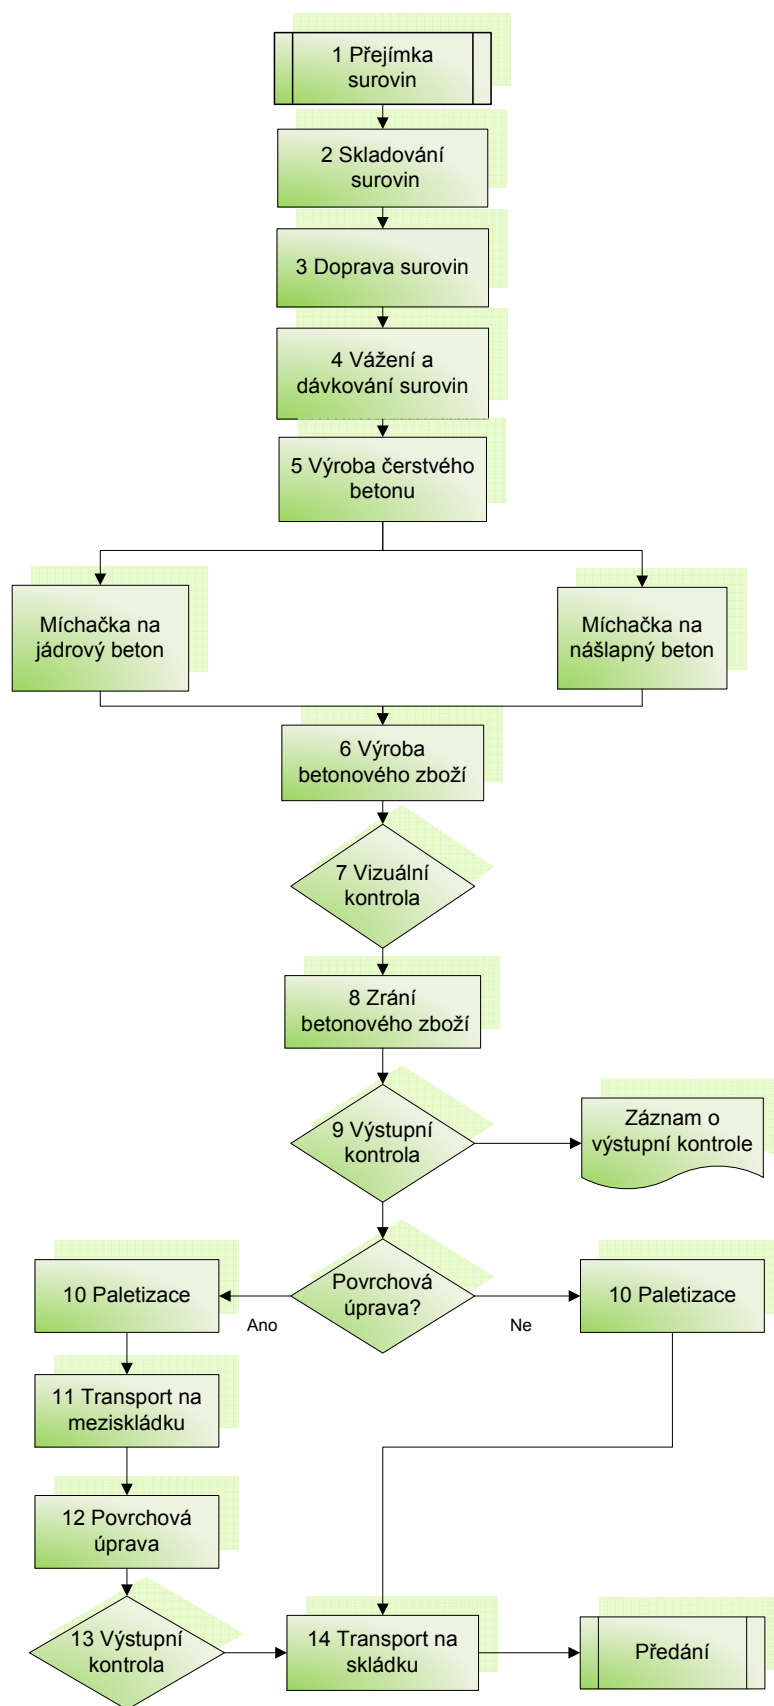 1 Přejímka
surovin
2 Skladování
surovin
3 Doprava surovin
4 Vážení a
dávkování surovin
5 Výroba čerstvého
betonu
Míchačka na
jádrový beton
Míchačka na
nášlapný beton
6 Výroba
betonového zboží
7 Vizuální
kontrola
8 Zrání
betonového zboží
9 Výstupní
kontrola
Záznam o
výstupní kontrole
Povrchová
úprava?
Ano
Ne
10 Paletizace
10 Paletizace
11 Transport na
meziskládku
12 Povrchová
úprava
13 Výstupní
kontrola
14 Transport na
skládku
Předání